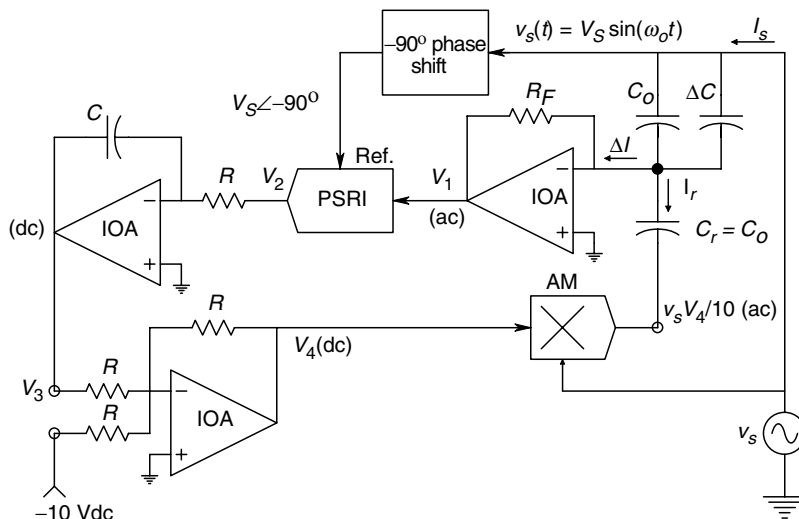 v_s(t) = V_S sin(ω_o t)
I_s
−90° phase
shift
V_S∠−90°
R_F
C_o
ΔC
C
Ref.
ΔI
R
V_2
PSRI
V_1
(ac)
−
IOA
+
I_r
C_r = C_o
(dc)
−
IOA
+
AM
R
V_4(dc)
v_sV_4/10 (ac)
V_3
R
R
−
IOA
+
v_s
−10 Vdc